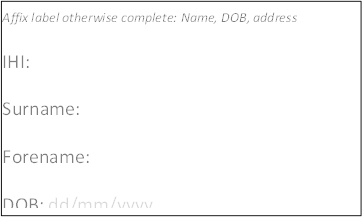 Affix label otherwise complete: Name, DOB, address
IHI:
Surname:
Forename:
DOB: dd/mm/yyyy